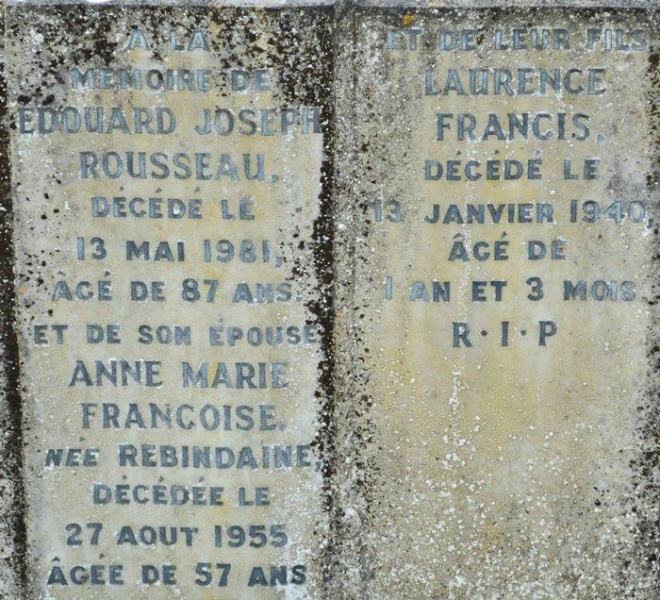 A LA
MEMOIRE DE
EDOUARD JOSEPH
ROUSSEAU,
DÉCÉDÉ LE
13 MAI 1981,
ÂGÉ DE 87 ANS.
ET DE SON ÉPOUSE
ANNE MARIE
FRANCOISE.
NÉE REBINDAINE,
DÉCÉDÉE LE
27 AOUT 1955
ÂGÉE DE 57 ANS
ET DE LEUR FILS
LAURENCE
FRANCIS.
DÉCÉDÉ LE
13 JANVIER 1940,
ÂGÉ DE
1 AN ET 3 MOIS
R·I·P